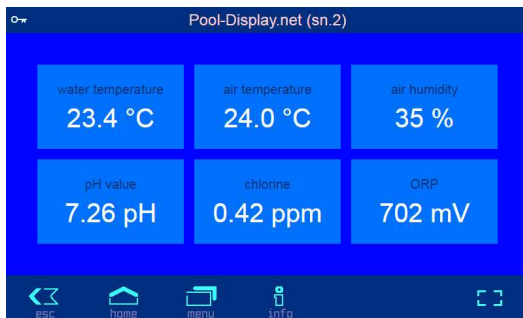 Pool-Display.net (sn.2)
water temperature air temperature air humidity
23.4 °C 24.0 °C 35 %
pH value chlorine ORP
7.26 pH 0.42 ppm 702 mV
esc home menu info